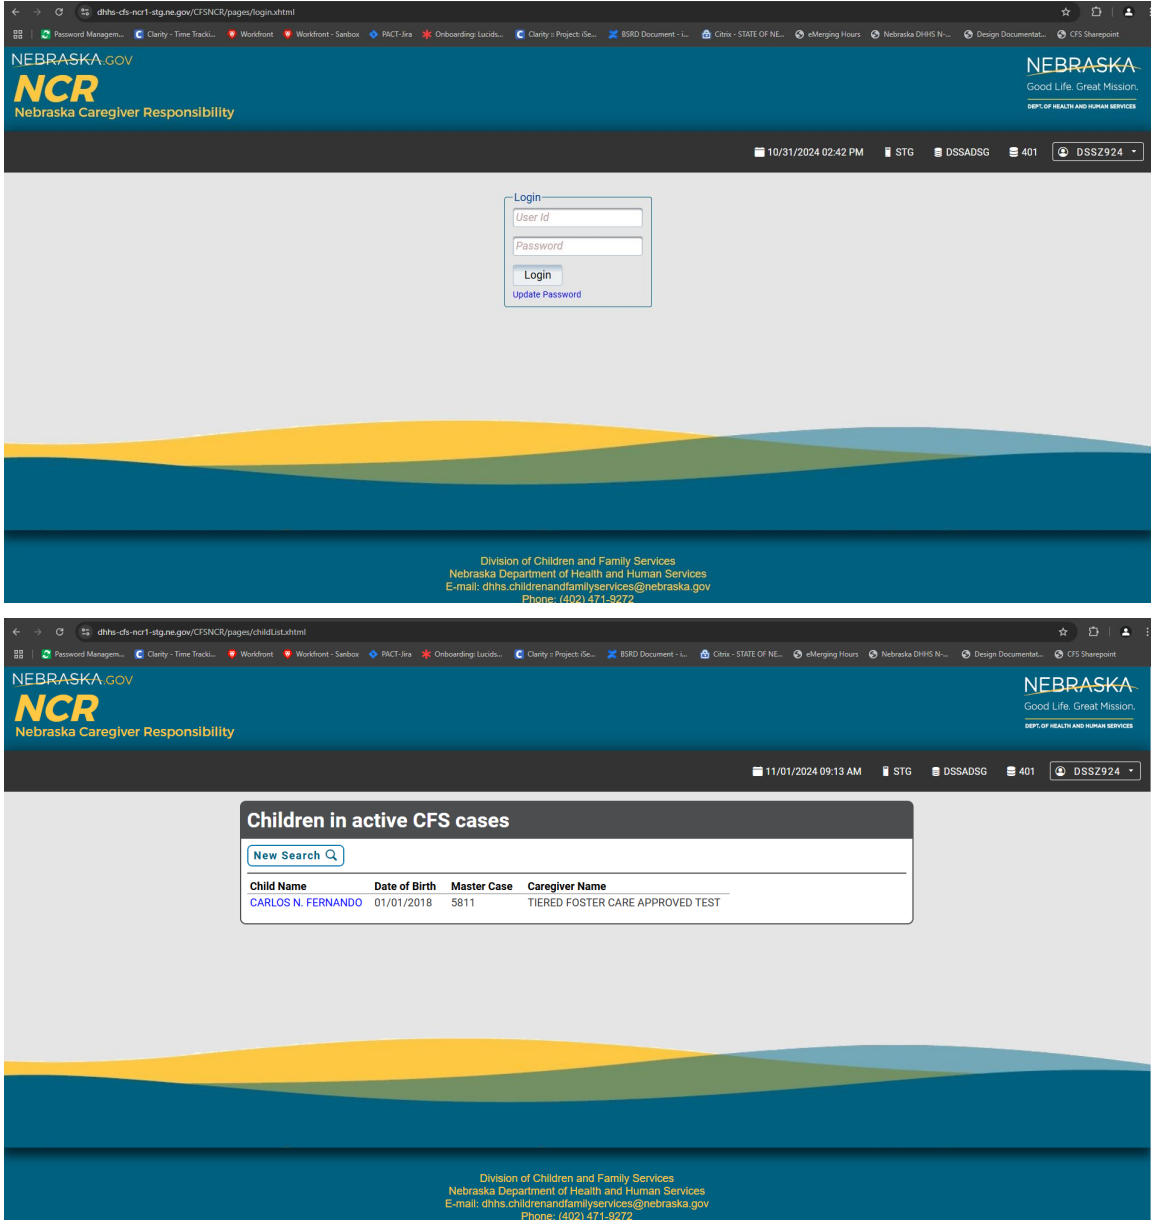 dhhs-cfs-ncr1-stg.ne.gov/CFSNCR/pages/login.xhtml
Password Managem... Clarity - Time Tracki... Workfront Workfront - Sanbox PACT-Jira Onboarding: Lucids... Clarity :: Project: iSe... BSRD Document - i... Citrix - STATE OF NE... eMerging Hours Nebraska DHHS N-... Design Documentat... CFS Sharepoint
NEBRASKA.GOV
NCR
Nebraska Caregiver Responsibility
NEBRASKA
Good Life. Great Mission.
DEPT. OF HEALTH AND HUMAN SERVICES
10/31/2024 02:42 PM STG DSSADSG 401 DSSZ924
Login
User Id
Password
Login
Update Password
Division of Children and Family Services
Nebraska Department of Health and Human Services
E-mail: dhhs.childrenandfamilyservices@nebraska.gov
Phone: (402) 471-9272
dhhs-cfs-ncr1-stg.ne.gov/CFSNCR/pages/childList.xhtml
Password Managem... Clarity - Time Tracki... Workfront Workfront - Sanbox PACT-Jira Onboarding: Lucids... Clarity :: Project: iSe... BSRD Document - i... Citrix - STATE OF NE... eMerging Hours Nebraska DHHS N-... Design Documentat... CFS Sharepoint
NEBRASKA.GOV
NCR
Nebraska Caregiver Responsibility
NEBRASKA
Good Life. Great Mission.
DEPT. OF HEALTH AND HUMAN SERVICES
11/01/2024 09:13 AM STG DSSADSG 401 DSSZ924
Children in active CFS cases
New Search
Child Name Date of Birth Master Case Caregiver Name
CARLOS N. FERNANDO 01/01/2018 5811 TIERED FOSTER CARE APPROVED TEST
Division of Children and Family Services
Nebraska Department of Health and Human Services
E-mail: dhhs.childrenandfamilyservices@nebraska.gov
Phone: (402) 471-9272